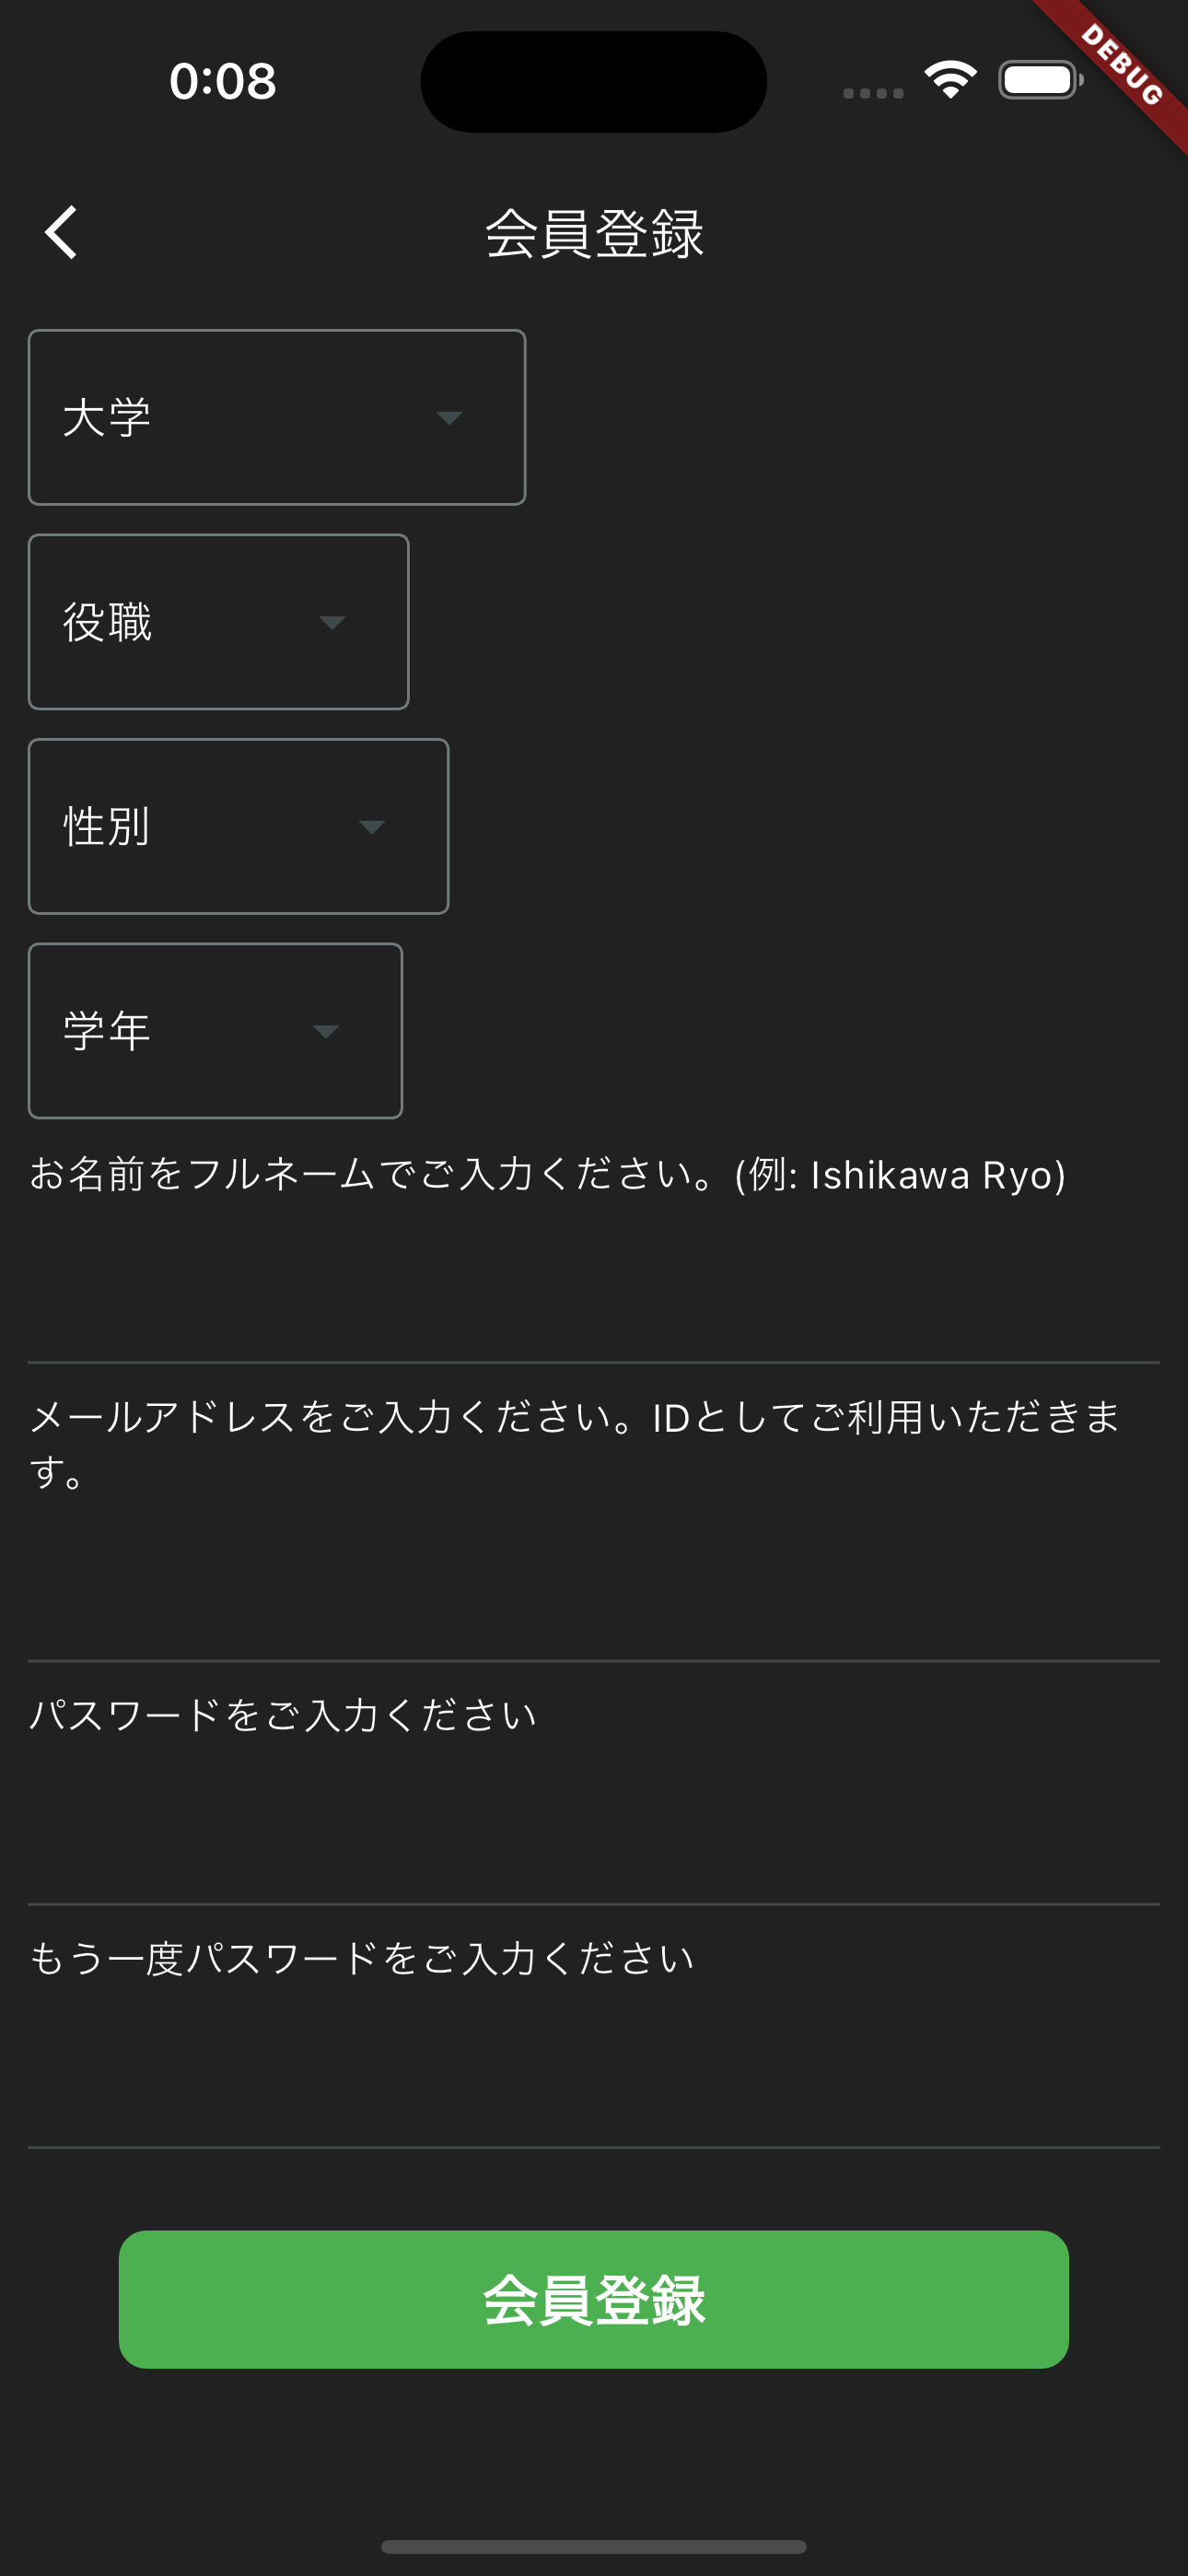 0:08
DEBUG
会員登録
大学
役職
性別
学年
お名前をフルネームでご入力ください。(例: Ishikawa Ryo)
メールアドレスをご入力ください。IDとしてご利用いただきま
す。
パスワードをご入力ください
もう一度パスワードをご入力ください
会員登録